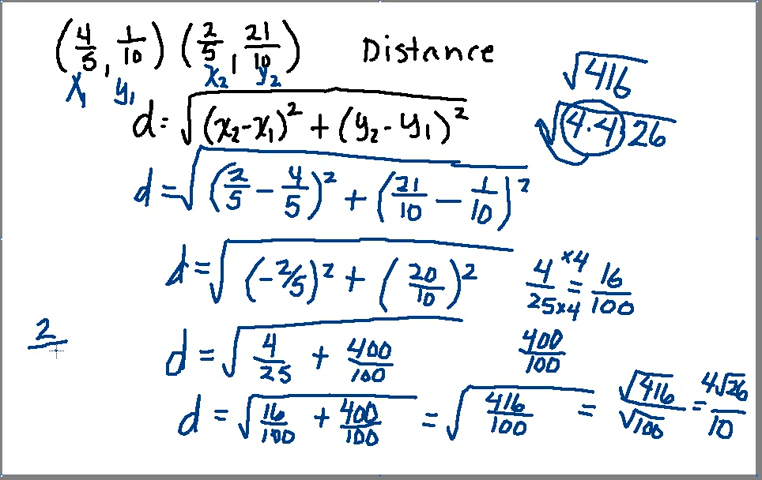 (4/5, 1/10) (2/5, 21/10) Distance
x₁ y₁ x₂ y₂
√416
d = √((x₂-x₁)² + (y₂-y₁)²)
√(4·4·26)
d = √((2/5 - 4/5)² + (21/10 - 1/10)²)
d = √((-2/5)² + (20/10)²)
4/25 ×4 ×4 = 16/100
d = √(4/25 + 400/100)
400/100
2
d = √(16/100 + 400/100) = √(416/100) = √416/√100 = 4√26/10